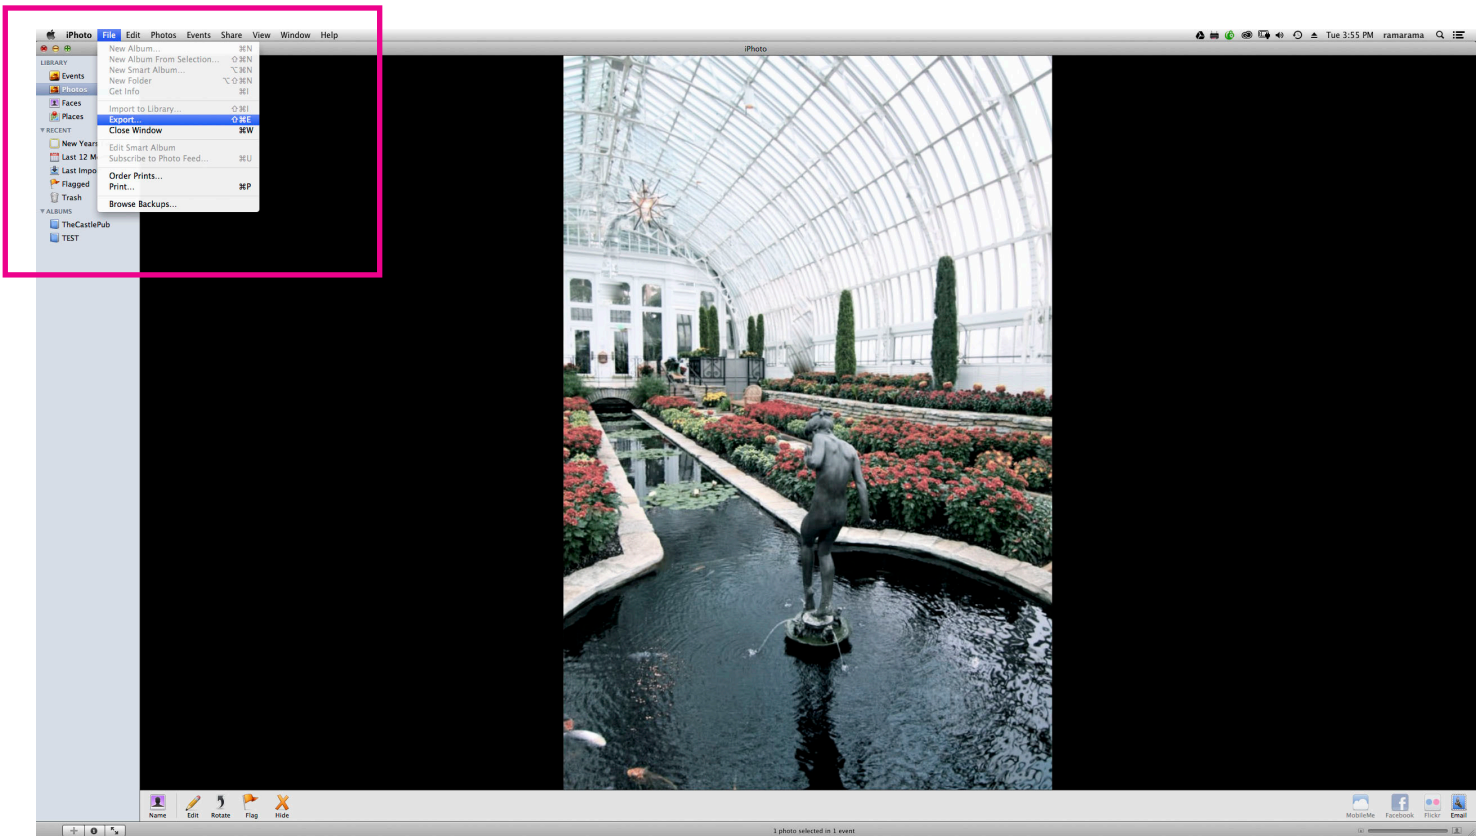 iPhoto File Edit Photos Events Share View Window Help
Tue 3:55 PM ramarama
iPhoto
New Album... ⌘N
New Album From Selection... ⇧⌘N
New Smart Album... ⌥⌘N
New Folder ⌥⇧⌘N
Get Info ⌘I
Import to Library... ⇧⌘I
Export... ⇧⌘E
Close Window ⌘W
Edit Smart Album
Subscribe to Photo Feed... ⌘U
Order Prints...
Print... ⌘P
Browse Backups...
LIBRARY
Events
Photos
Faces
Places
RECENT
New Years
Last 12 M
Last Impo
Flagged
Trash
ALBUMS
TheCastlePub
TEST
Name Edit Rotate Flag Hide
MobileMe Facebook Flickr Email
1 photo selected in 1 event